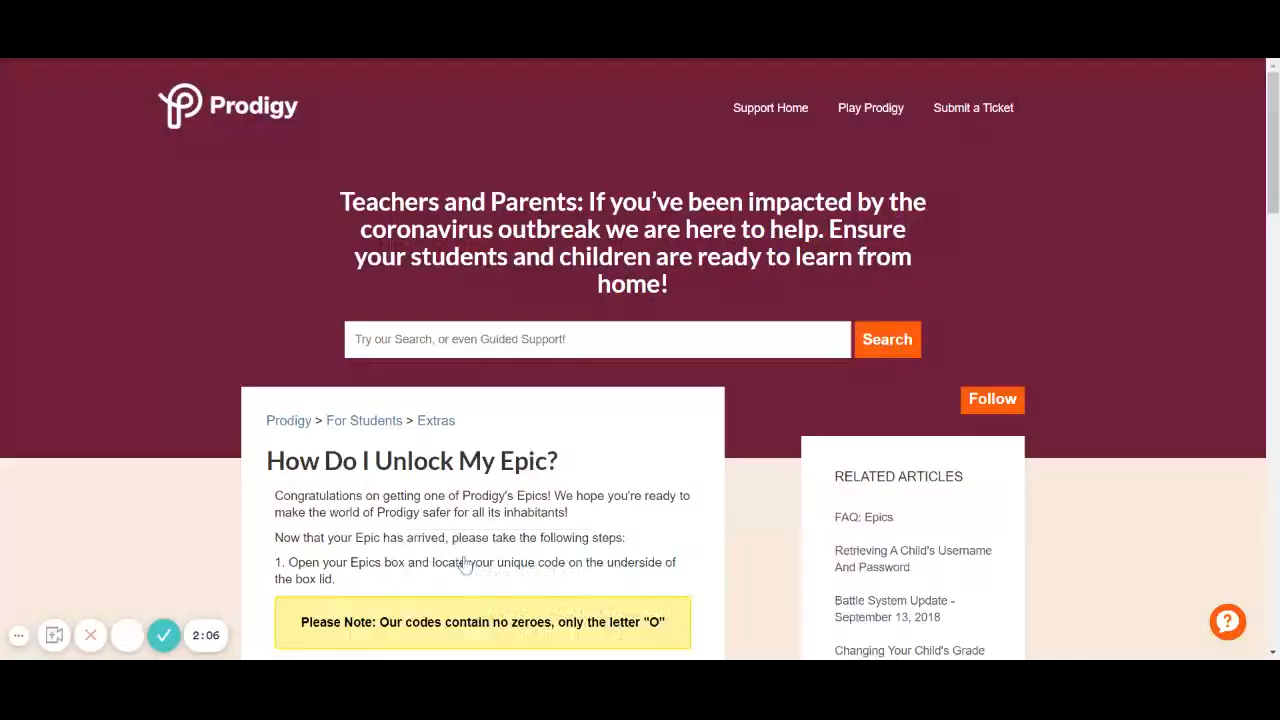 Prodigy
Support Home
Play Prodigy
Submit a Ticket
Teachers and Parents: If you’ve been impacted by the
coronavirus outbreak we are here to help. Ensure
your students and children are ready to learn from
home!
Try our Search, or even Guided Support!
Search
Follow
Prodigy > For Students > Extras
How Do I Unlock My Epic?
Congratulations on getting one of Prodigy's Epics! We hope you're ready to
make the world of Prodigy safer for all its inhabitants!
Now that your Epic has arrived, please take the following steps:
1. Open your Epics box and locate your unique code on the underside of
the box lid.
Please Note: Our codes contain no zeroes, only the letter "O"
RELATED ARTICLES
FAQ: Epics
Retrieving A Child's Username
And Password
Battle System Update -
September 13, 2018
Changing Your Child's Grade
2:06